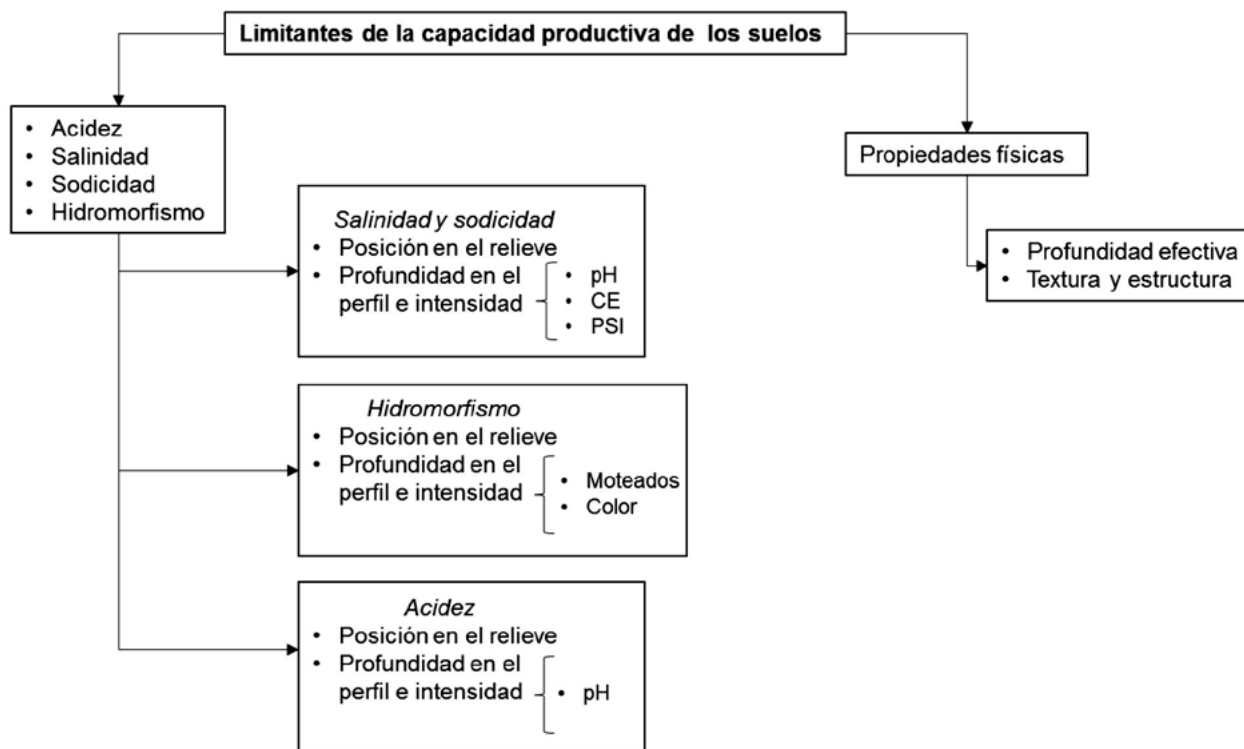 Limitantes de la capacidad productiva de los suelos
• Acidez
• Salinidad
• Sodicidad
• Hidromorfismo
Propiedades físicas
• Profundidad efectiva
• Textura y estructura
Salinidad y sodicidad
• Posición en el relieve
• Profundidad en el
perfil e intensidad
• pH
• CE
• PSI
Hidromorfismo
• Posición en el relieve
• Profundidad en el
perfil e intensidad
• Moteados
• Color
Acidez
• Posición en el relieve
• Profundidad en el
perfil e intensidad
• pH